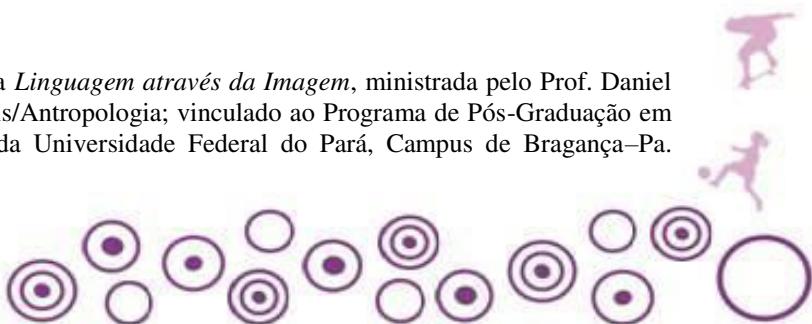 a Linguagem através da Imagem, ministrada pelo Prof. Daniel
is/Antropologia; vinculado ao Programa de Pós-Graduação em
da Universidade Federal do Pará, Campus de Bragança–Pa.